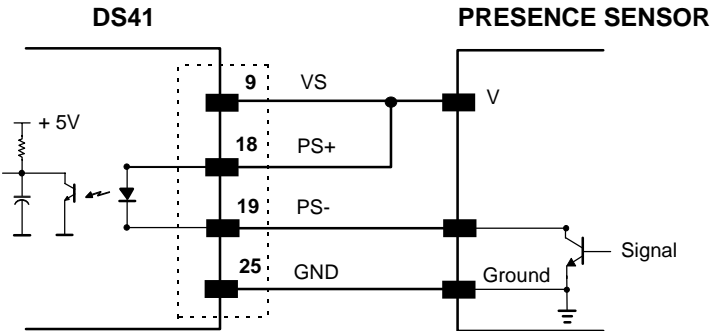 DS41
PRESENCE SENSOR
9 VS
V
+ 5V
18 PS+
19 PS-
Signal
25 GND
Ground